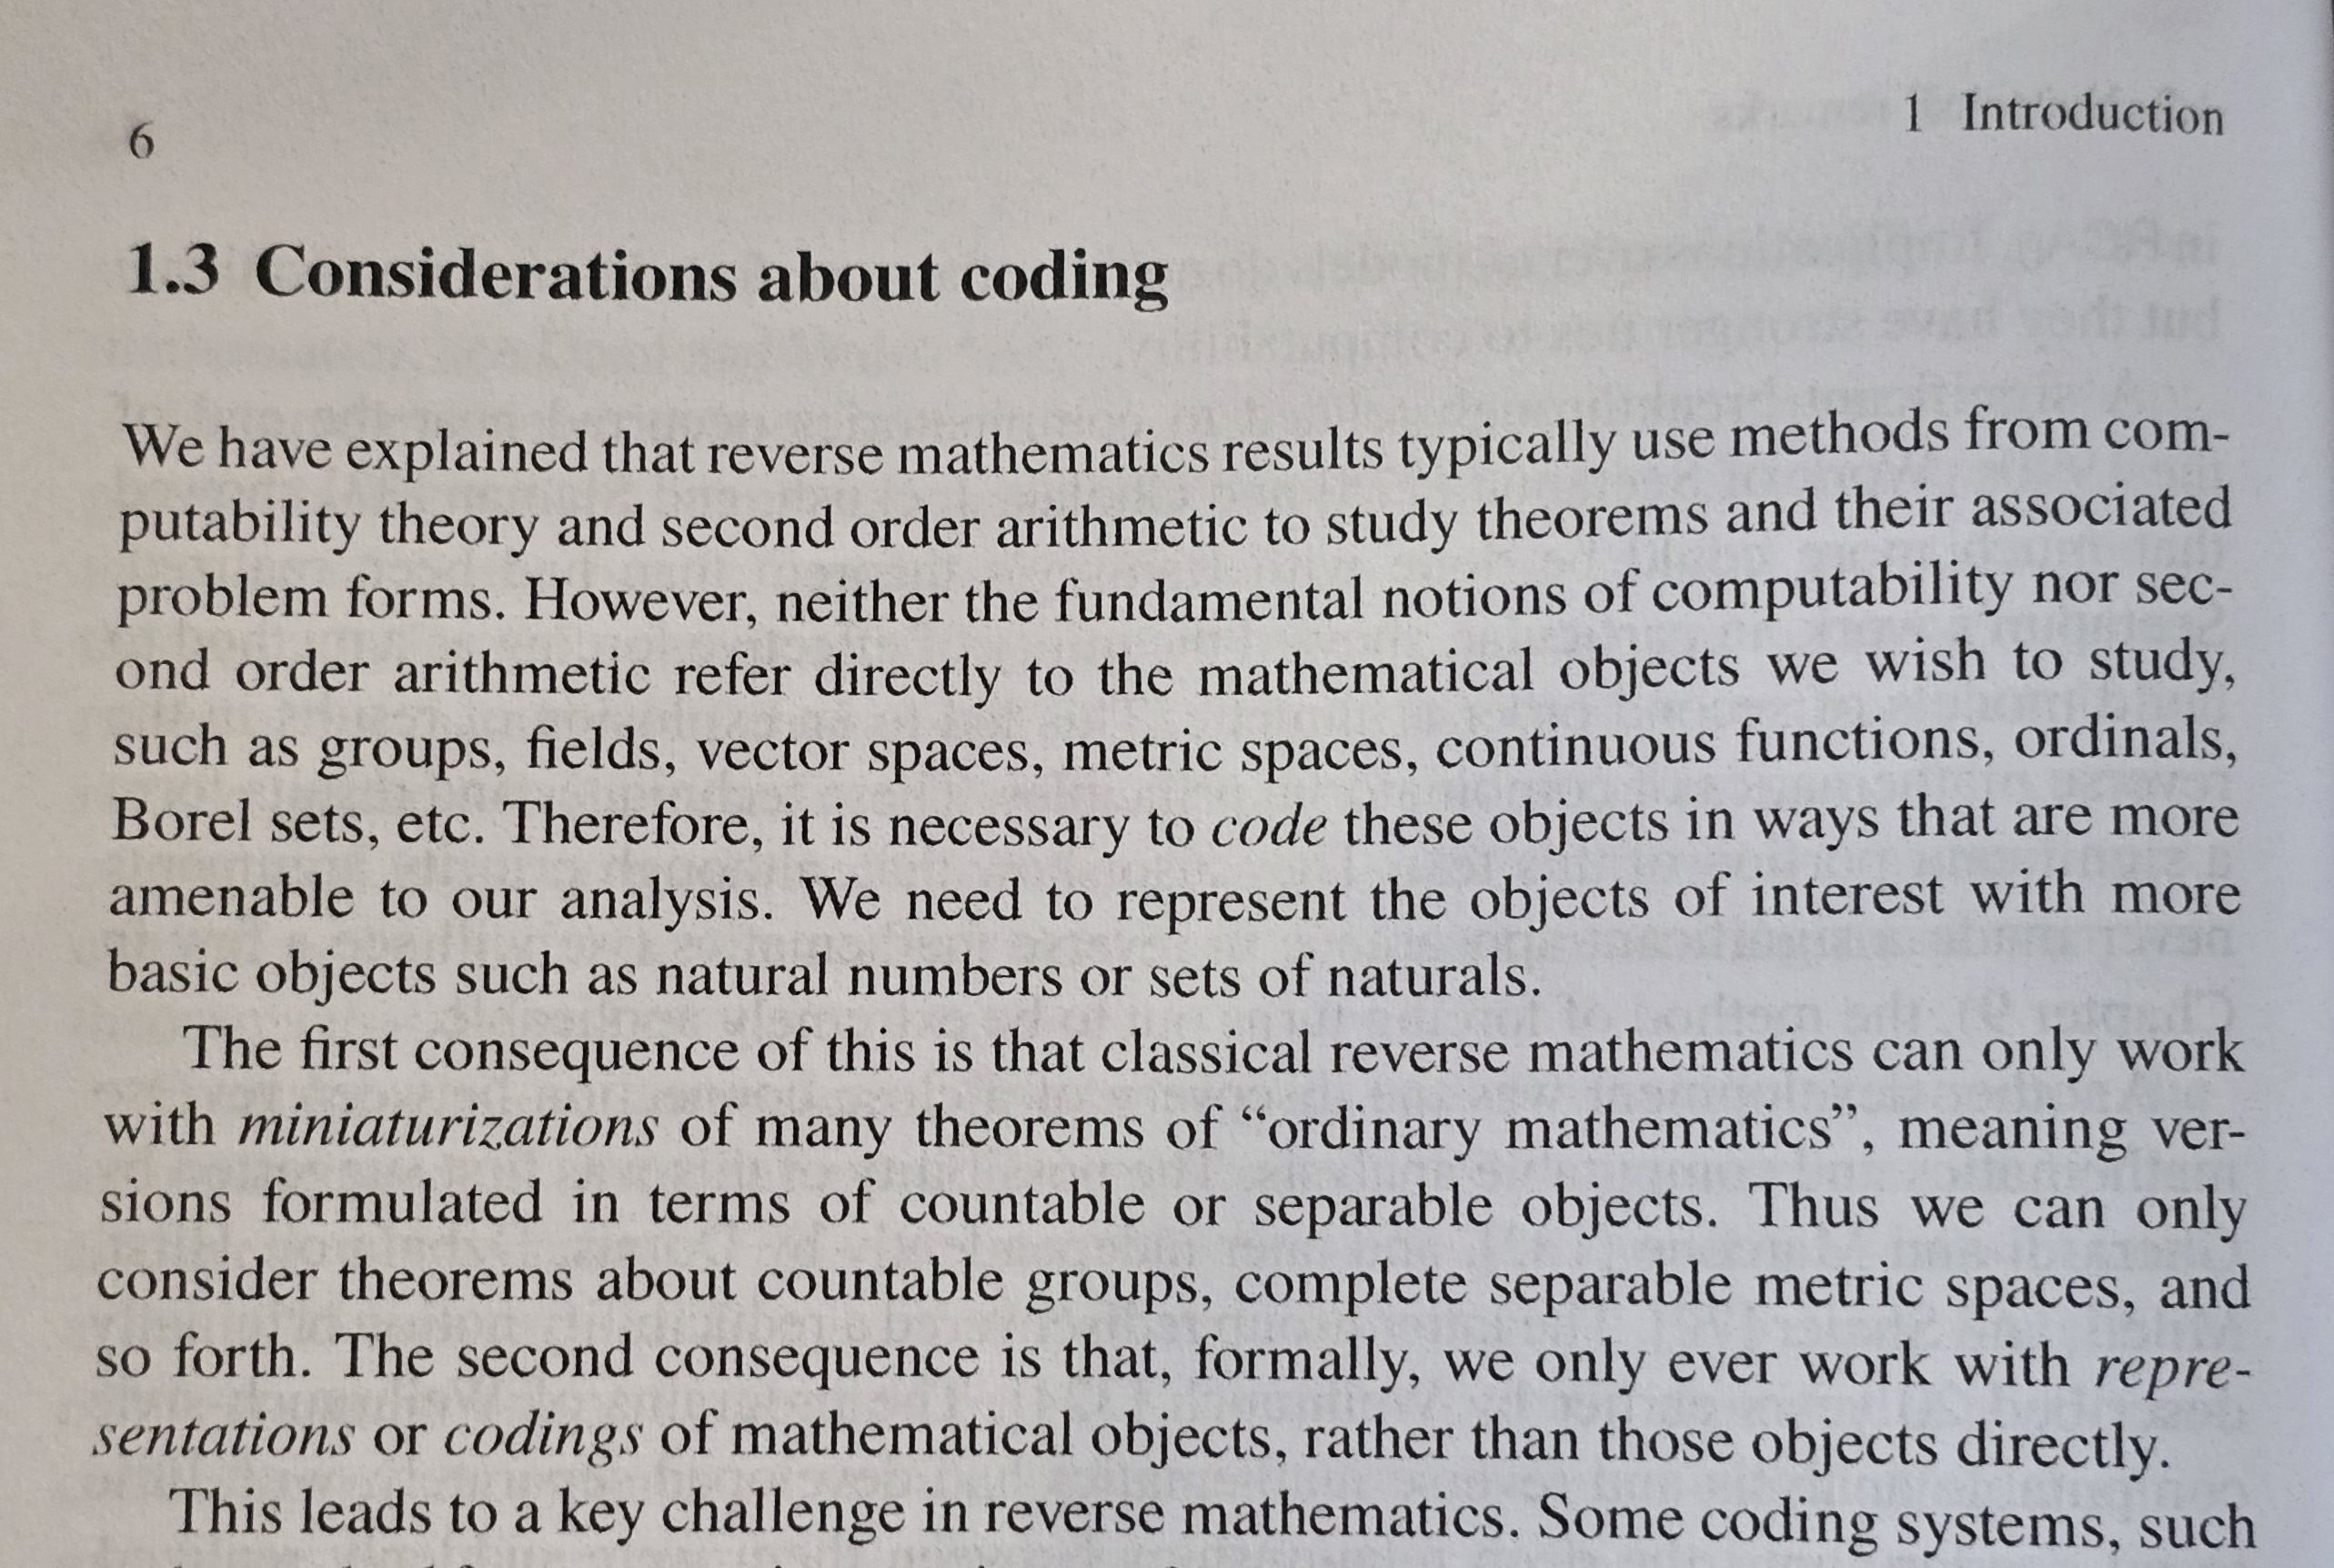 6
1 Introduction
1.3 Considerations about coding
We have explained that reverse mathematics results typically use methods from com-
putability theory and second order arithmetic to study theorems and their associated
problem forms. However, neither the fundamental notions of computability nor sec-
ond order arithmetic refer directly to the mathematical objects we wish to study,
such as groups, fields, vector spaces, metric spaces, continuous functions, ordinals,
Borel sets, etc. Therefore, it is necessary to code these objects in ways that are more
amenable to our analysis. We need to represent the objects of interest with more
basic objects such as natural numbers or sets of naturals.
The first consequence of this is that classical reverse mathematics can only work
with miniaturizations of many theorems of “ordinary mathematics”, meaning ver-
sions formulated in terms of countable or separable objects. Thus we can only
consider theorems about countable groups, complete separable metric spaces, and
so forth. The second consequence is that, formally, we only ever work with repre-
sentations or codings of mathematical objects, rather than those objects directly.
This leads to a key challenge in reverse mathematics. Some coding systems, such